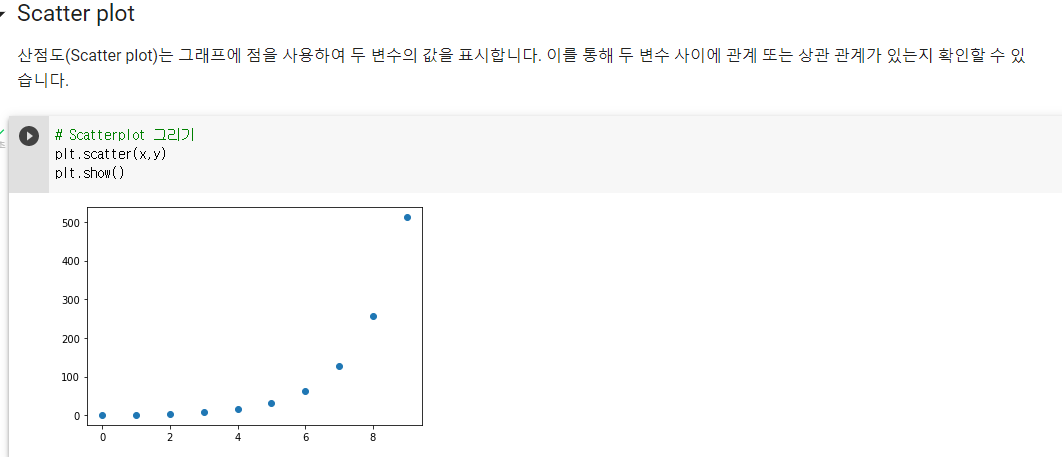 Scatter plot
산점도(Scatter plot)는 그래프에 점을 사용하여 두 변수의 값을 표시합니다. 이를 통해 두 변수 사이에 관계 또는 상관 관계가 있는지 확인할 수 있
습니다.
# Scatterplot 그리기
plt.scatter(x,y)
plt.show()
500
400
300
200
100
0
0 2 4 6 8